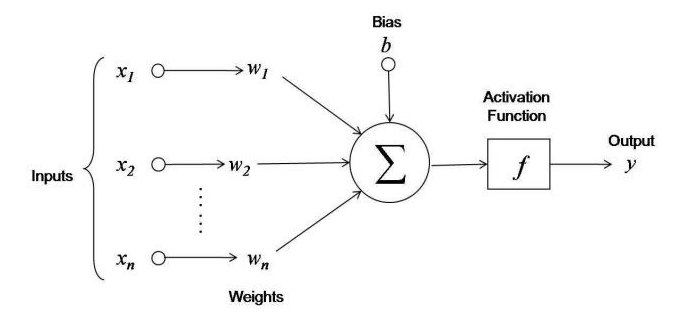 Bias
b
x1
w1
Activation
Function
Inputs
x2
w2
Σ
f
Output
y
xn
wn
Weights